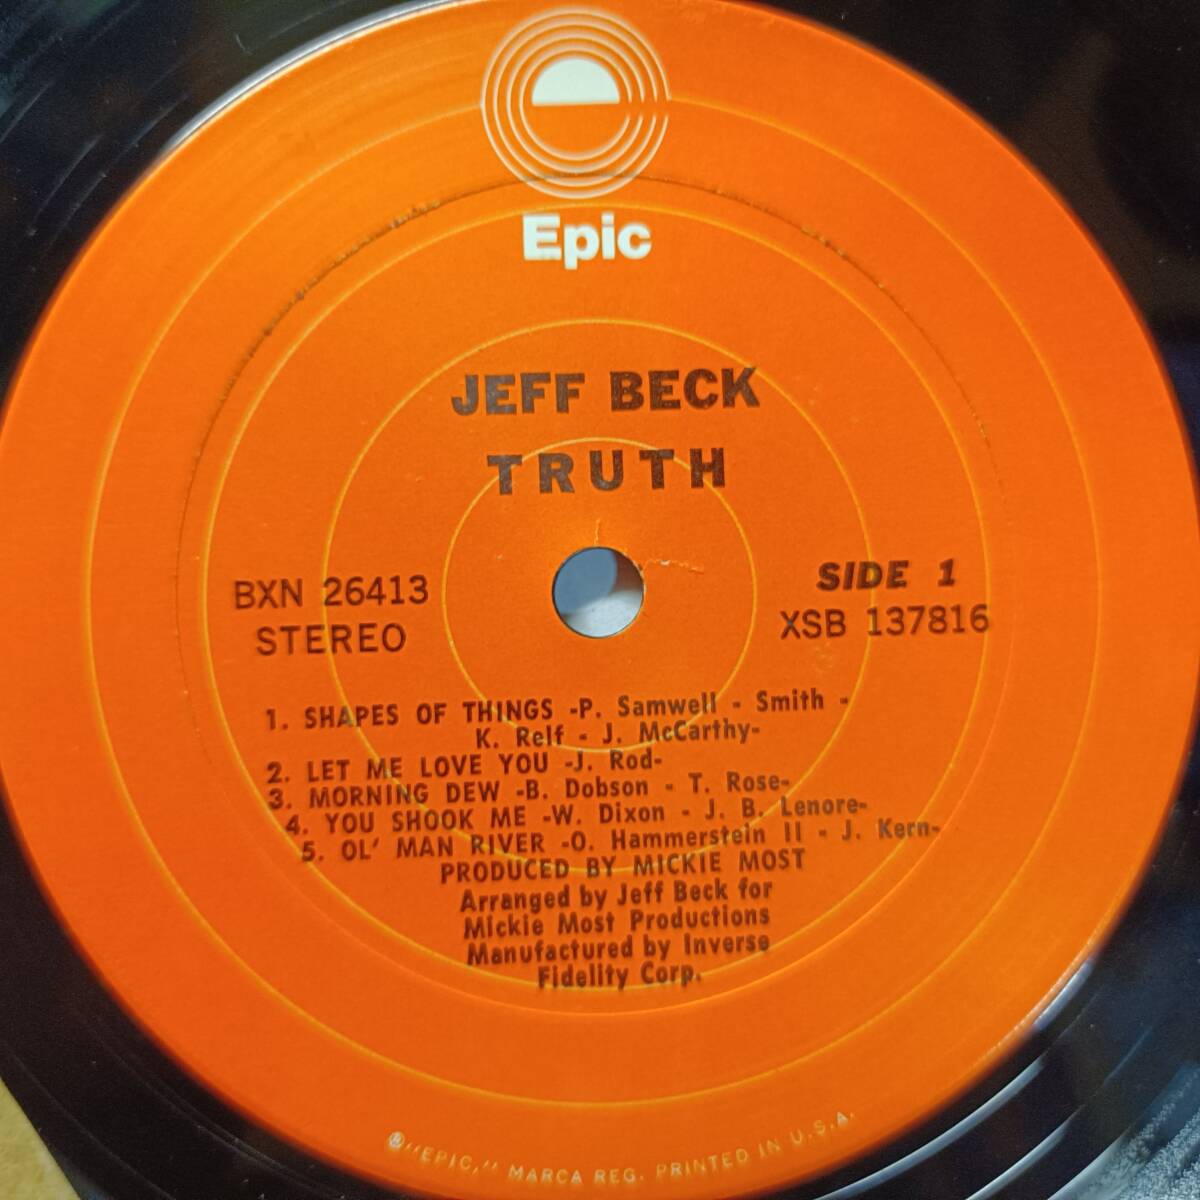 Epic
JEFF BECK
TRUTH
BXN 26413
STEREO
SIDE 1
XSB 137816
1. SHAPES OF THINGS -P. Samwell - Smith -
K. Relf - J. McCarthy-
2. LET ME LOVE YOU -J. Rod-
3. MORNING DEW -B. Dobson - T. Rose-
4. YOU SHOOK ME -W. Dixon - J. B. Lenore-
5. OL' MAN RIVER -O. Hammerstein II - J. Kern-
PRODUCED BY MICKIE MOST
Arranged by Jeff Beck for
Mickie Most Productions
Manufactured by Inverse
Fidelity Corp.
®"EPIC," MARCA REG. PRINTED IN U.S.A.